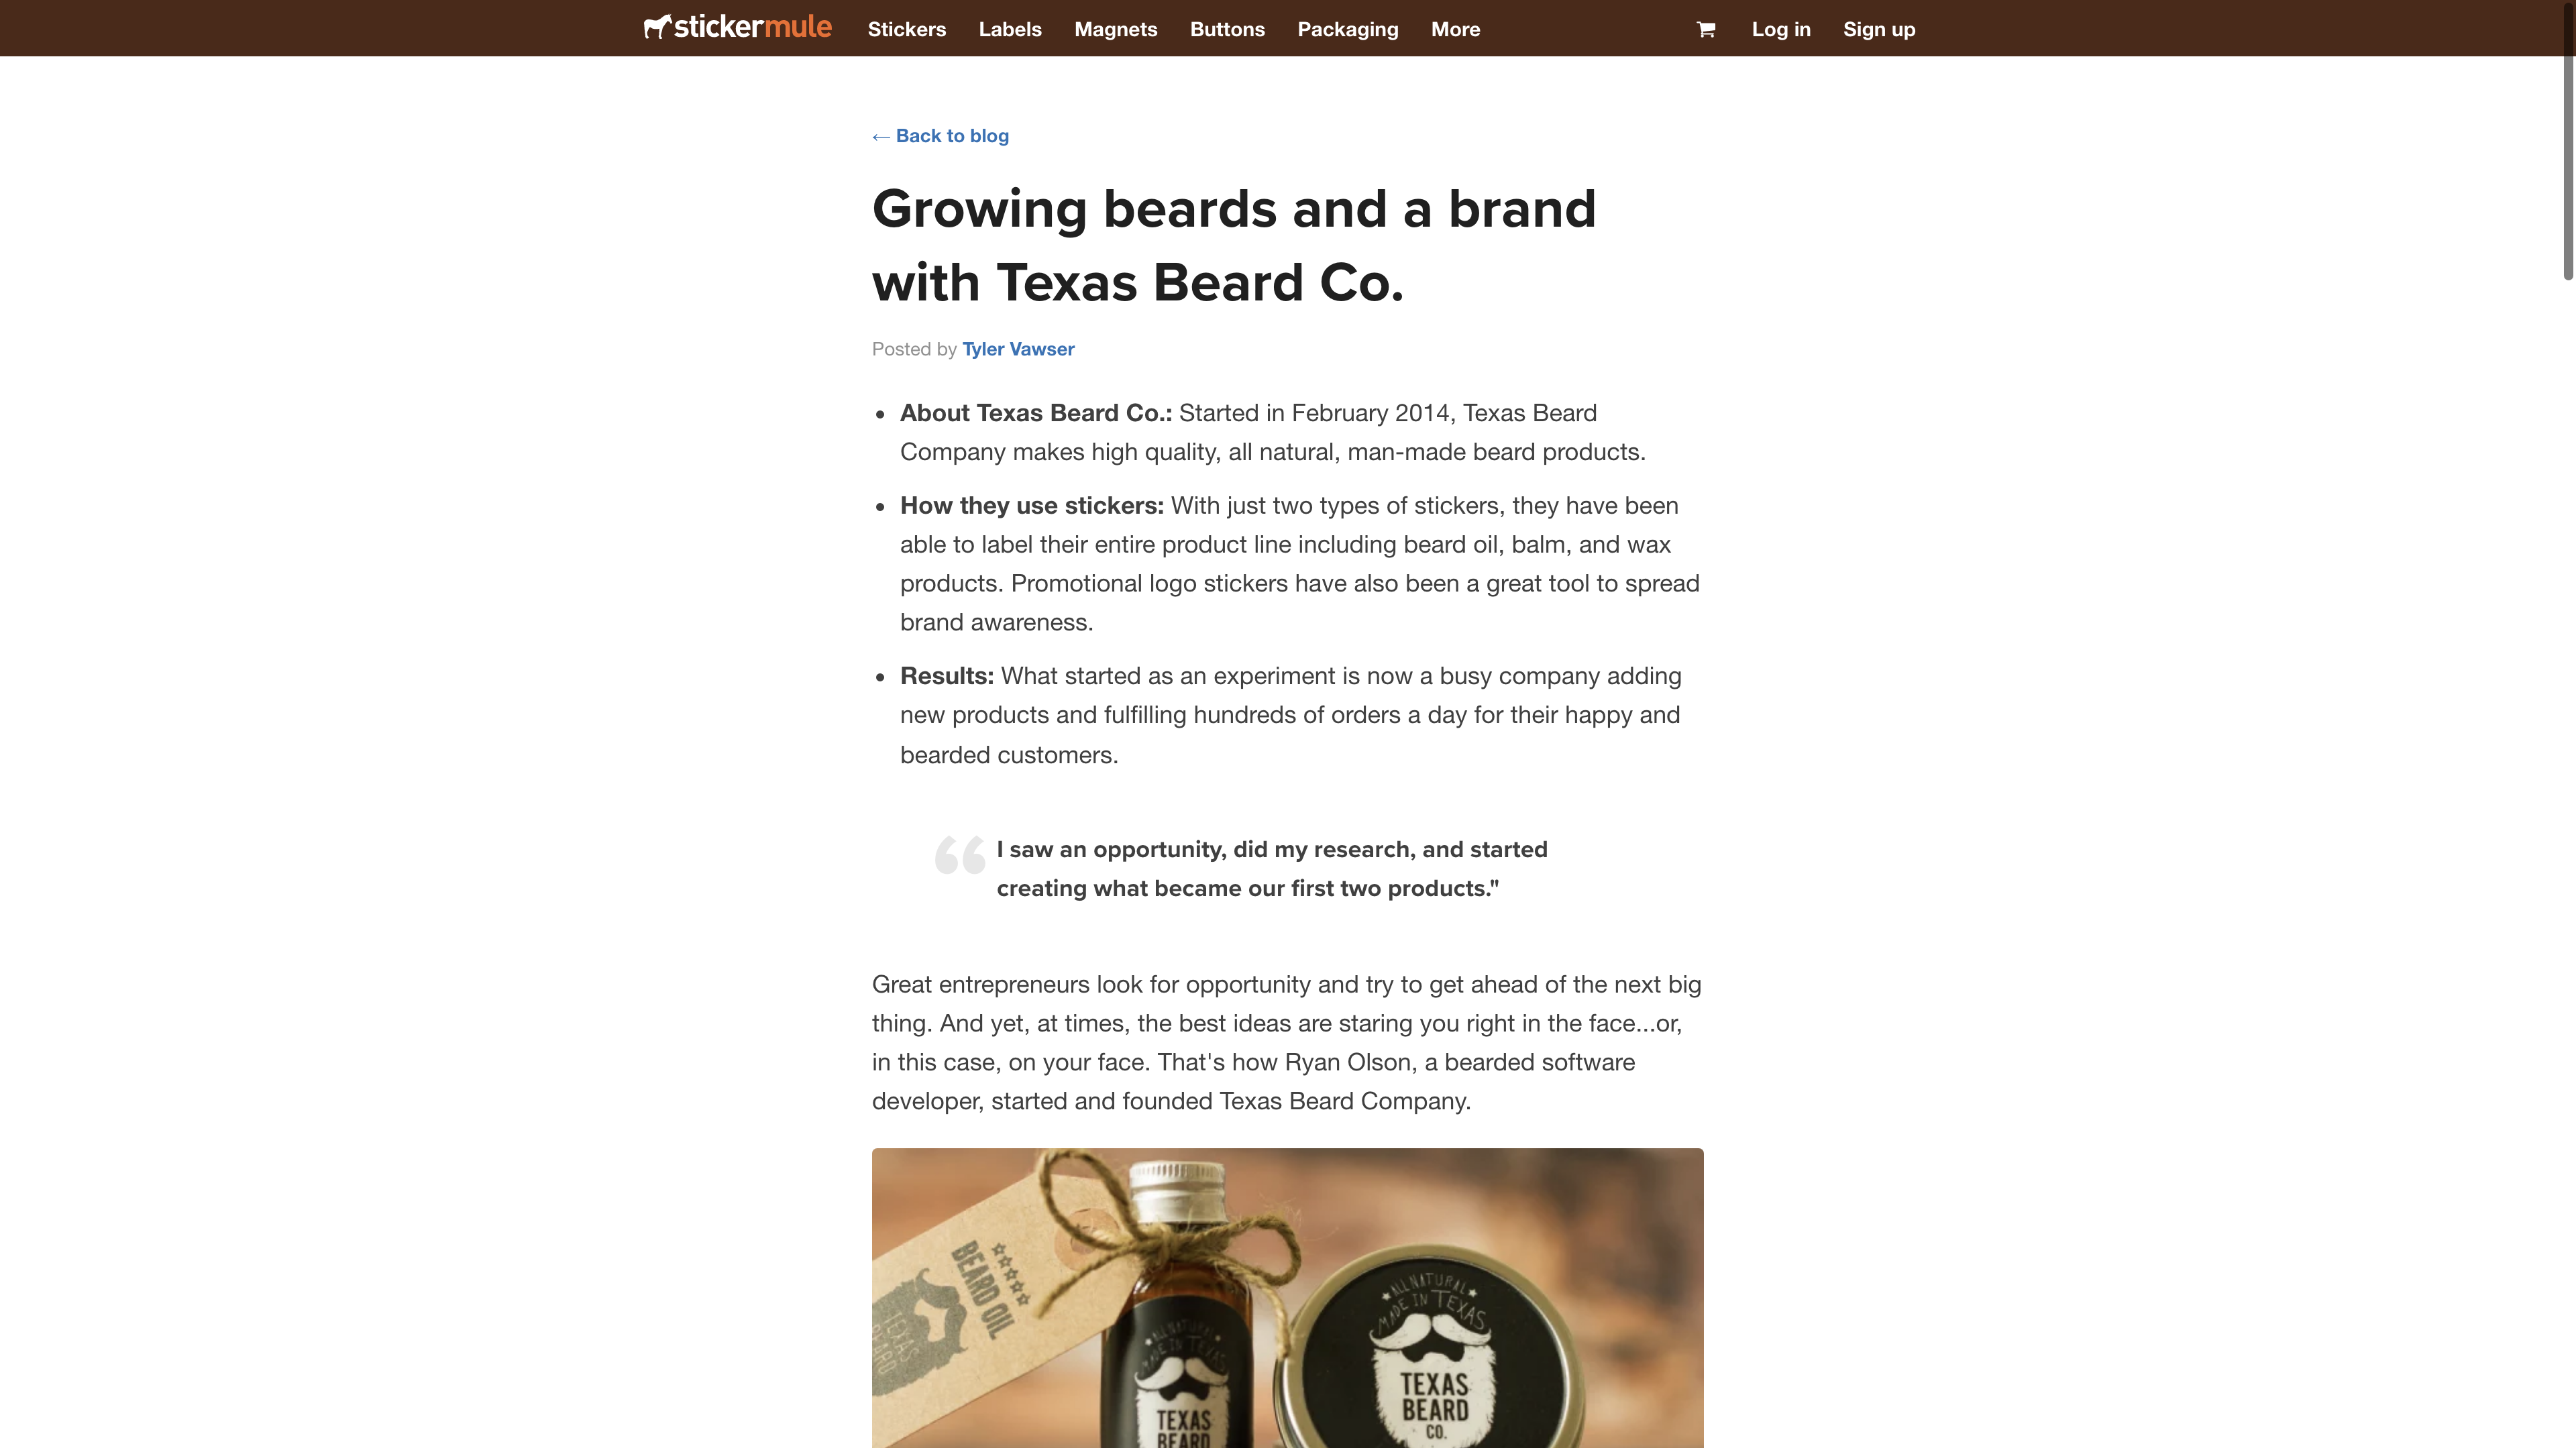 stickermule Stickers Labels Magnets Buttons Packaging More Log in Sign up
← Back to blog
Growing beards and a brand
with Texas Beard Co.
Posted by Tyler Vawser
• About Texas Beard Co.: Started in February 2014, Texas Beard
Company makes high quality, all natural, man-made beard products.
• How they use stickers: With just two types of stickers, they have been
able to label their entire product line including beard oil, balm, and wax
products. Promotional logo stickers have also been a great tool to spread
brand awareness.
• Results: What started as an experiment is now a busy company adding
new products and fulfilling hundreds of orders a day for their happy and
bearded customers.
“ I saw an opportunity, did my research, and started
creating what became our first two products."
Great entrepreneurs look for opportunity and try to get ahead of the next big
thing. And yet, at times, the best ideas are staring you right in the face...or,
in this case, on your face. That's how Ryan Olson, a bearded software
developer, started and founded Texas Beard Company.
BEARD OIL
TEXAS
BEARD
ALL NATURAL
MADE IN TEXAS
TEXAS
BEARD
ALL NATURAL
MADE IN TEXAS
TEXAS
BEARD
CO.